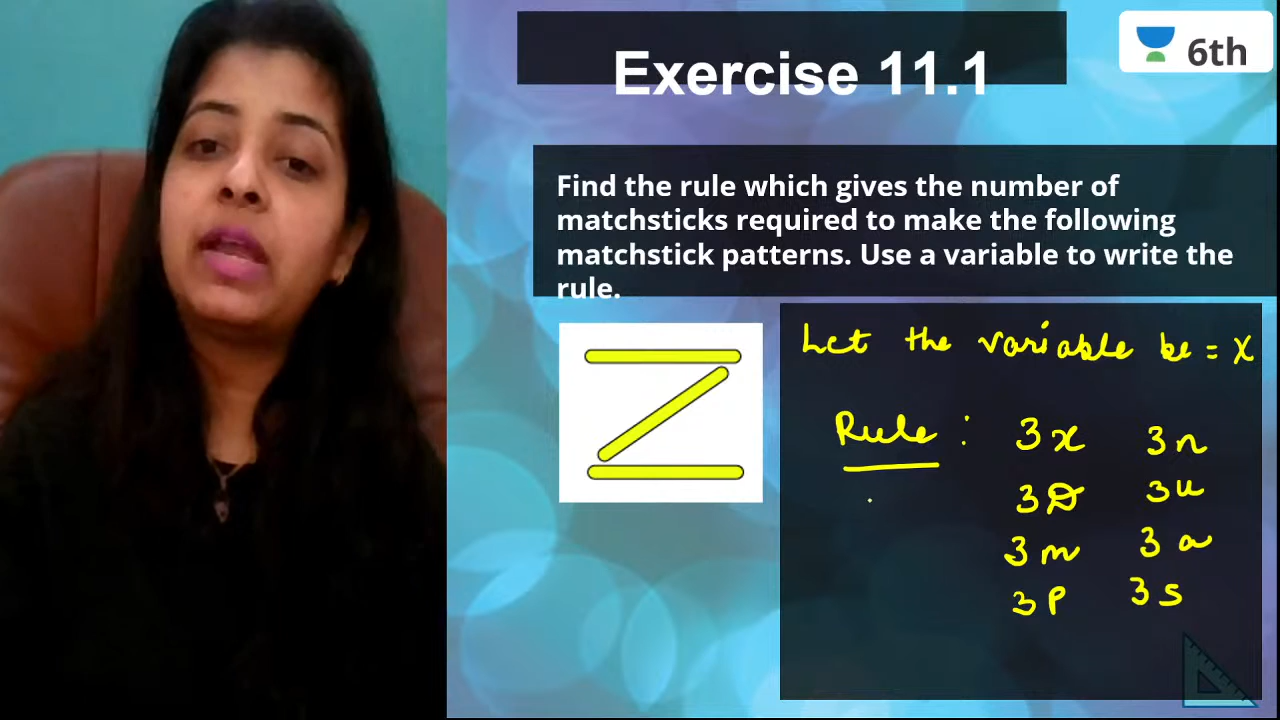 Exercise 11.1
6th
Find the rule which gives the number of
matchsticks required to make the following
matchstick patterns. Use a variable to write the
rule.
Let the variable be = x
Rule : 3x 3n
3u
3m 3a
3p 3s